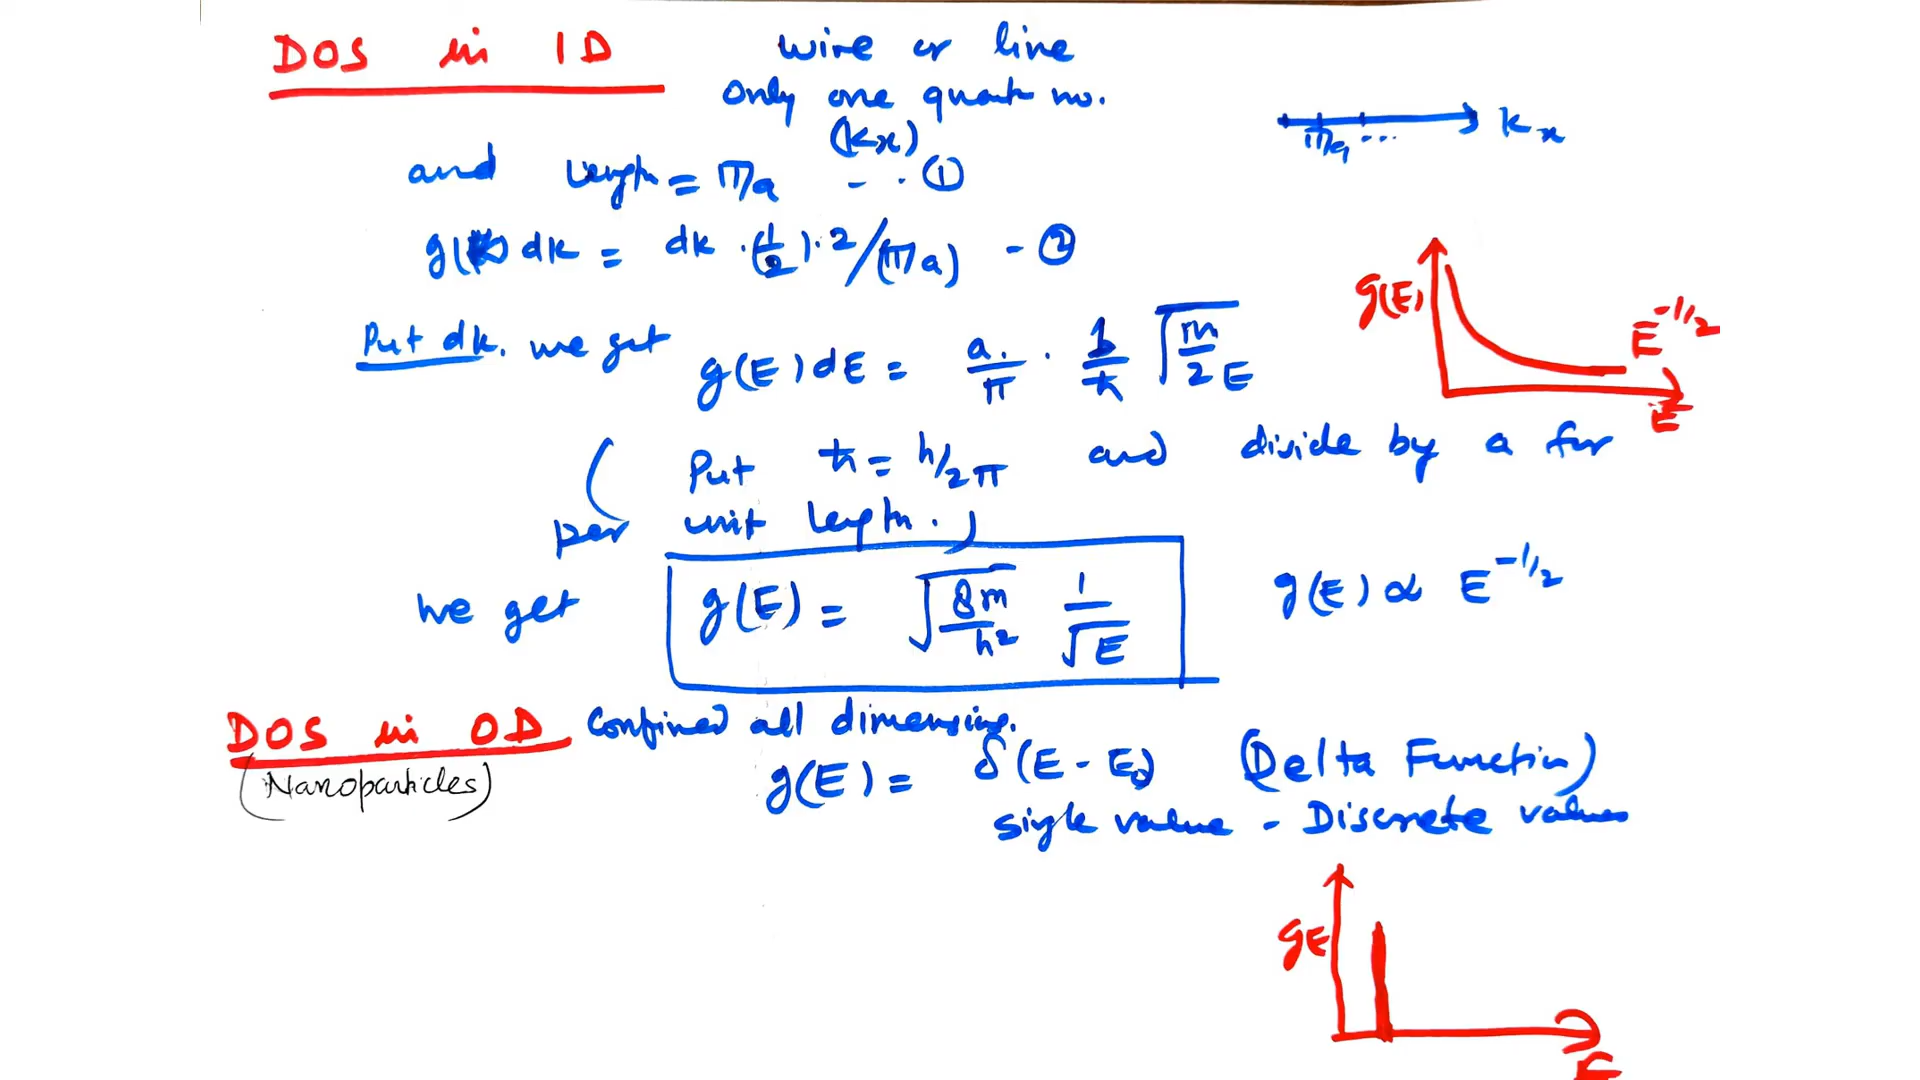 DOS in 1D wire or line
only one quant no.
(kx)
π/a ... kx
and length = π/a - - . ①
g(k) dk = dk . (1/2) . 2 / (π/a) - ②
g(E) E^-1/2 E
Put dk. we get g(E) dE = a/π . 1/ħ √(m/2E)
( Put ħ = h/2π and divide by a for
per unit length. )
we get g(E) = √(8m/h²) 1/√E g(E) ∝ E^-1/2
DOS in 0D confined all dimensions.
(Nanoparticles) g(E) = δ(E - E₀) (Delta Function)
single value - Discrete values
gE
E